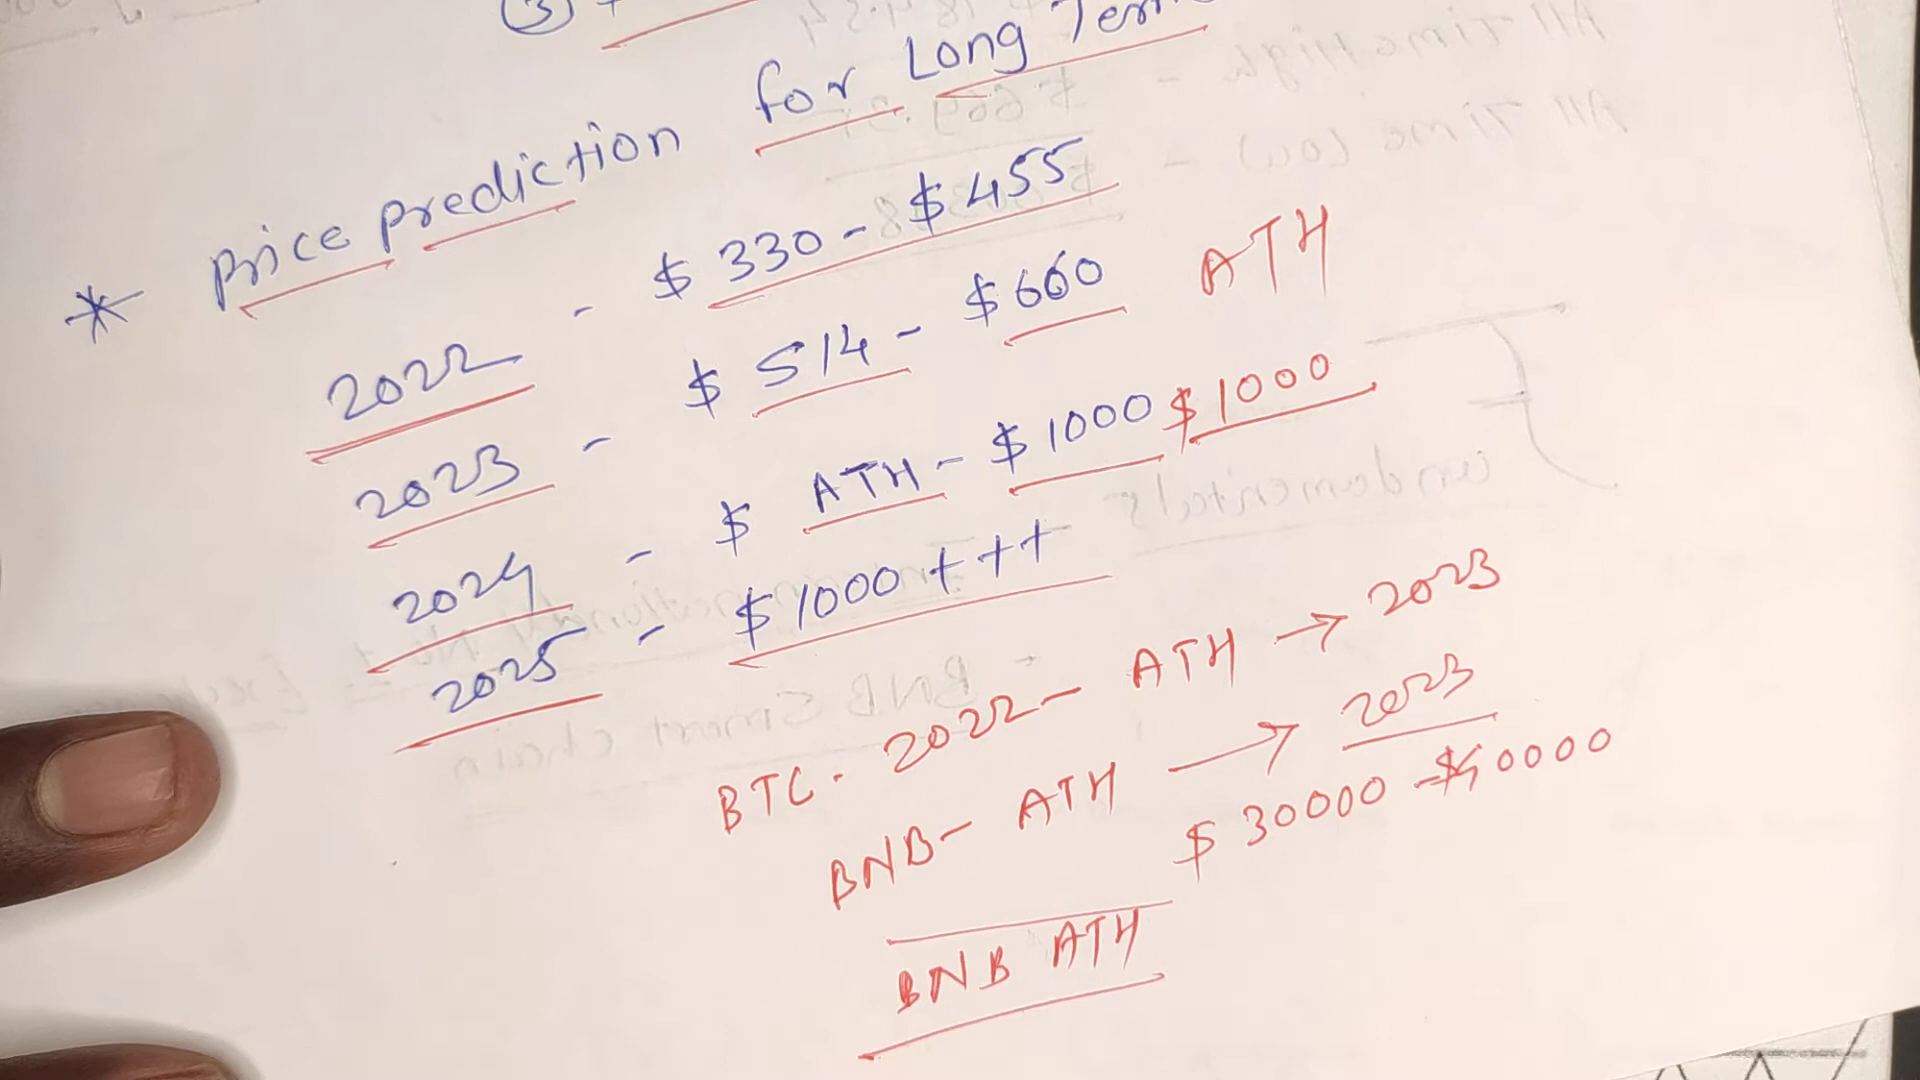 (3)
* Price prediction for Long Term
2022 - $ 330 - $ 455
2023 - $ 514 - $ 660 ATH
2024 - $ ATH - $ 1000 $ 1000
2025 - $ 1000 + + +
BTC - 2022 - ATH → 2023
BNB - ATH → 2023
$ 30000 - $40000
BNB ATH